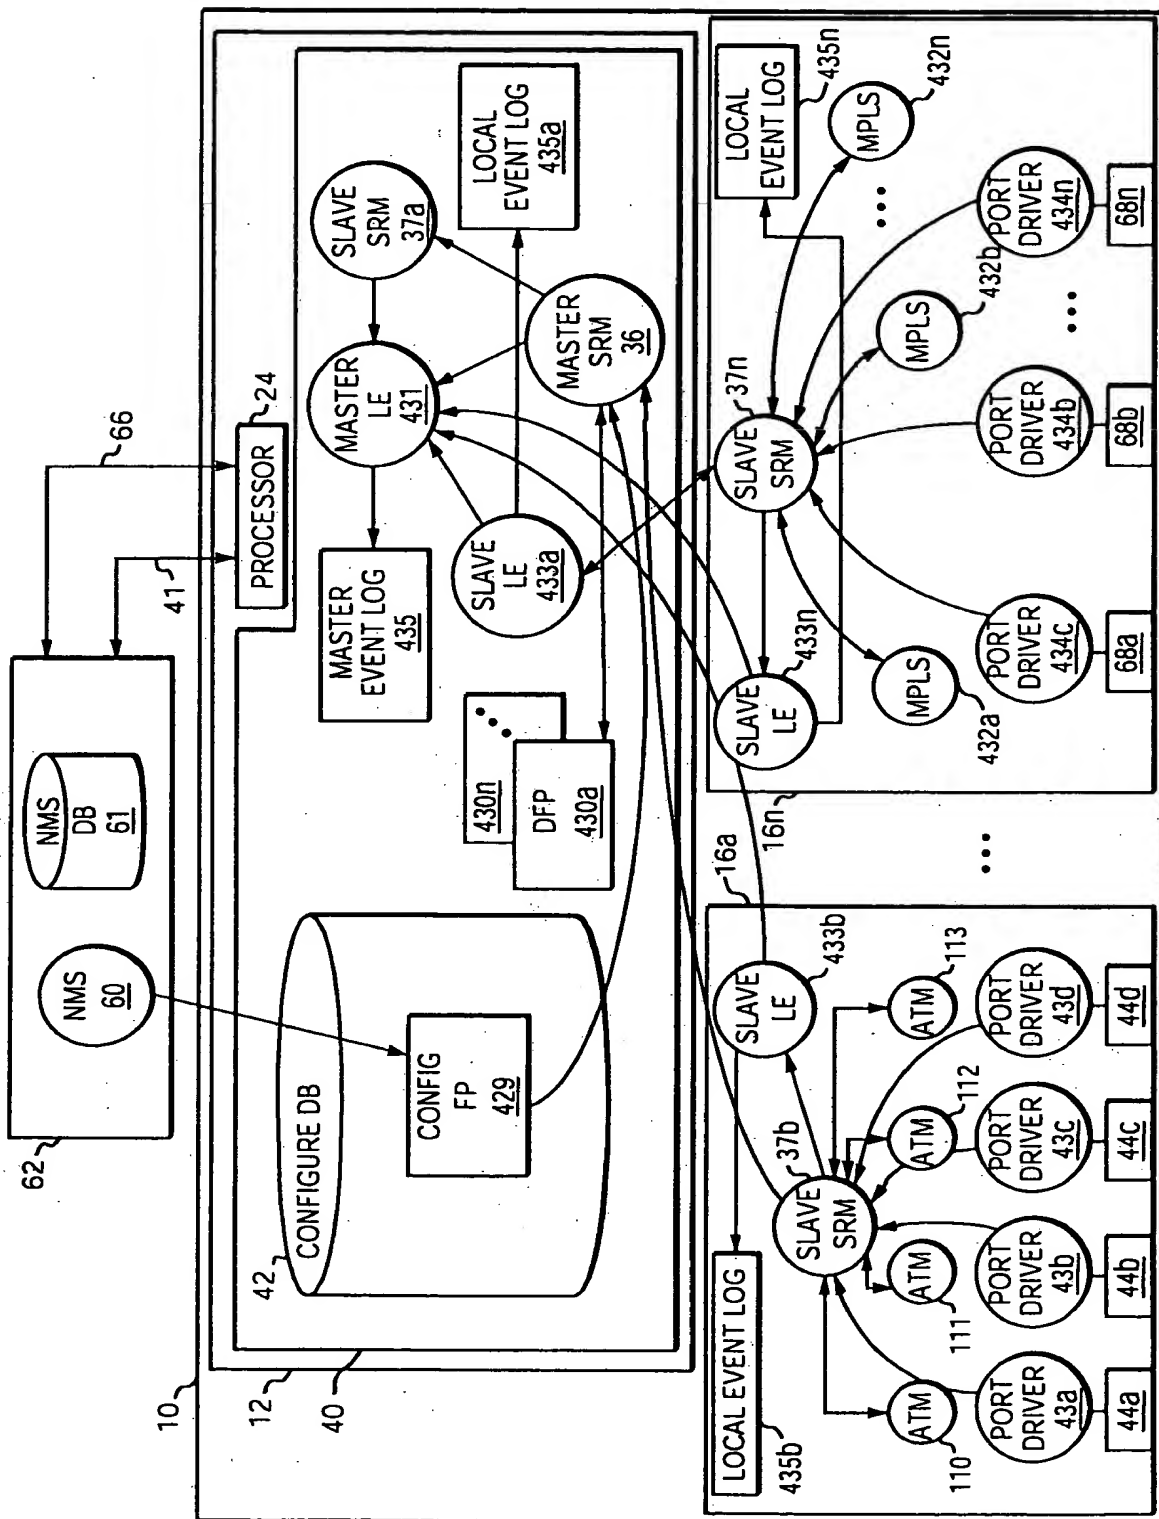 62
NMS
60
NMS
DB
61
41
66
10
12
40
PROCESSOR
24
42
CONFIGURE DB
CONFIG
FP
429
430n
DFP
430a
MASTER
EVENT LOG
435
MASTER
LE
431
SLAVE
SRM
37a
SLAVE
LE
433a
MASTER
SRM
36
LOCAL
EVENT LOG
435a
16a
LOCAL EVENT LOG
435b
SLAVE
LE
433b
SLAVE
SRM
37b
ATM
110
ATM
111
ATM
112
ATM
113
PORT
DRIVER
43a
PORT
DRIVER
43b
PORT
DRIVER
43c
PORT
DRIVER
43d
44a
44b
44c
44d
...
16n
SLAVE
LE
433n
SLAVE
SRM
37n
LOCAL
EVENT LOG
435n
MPLS
432a
MPLS
432b
...
MPLS
432n
PORT
DRIVER
434c
PORT
DRIVER
434b
...
PORT
DRIVER
434n
68a
68b
68n